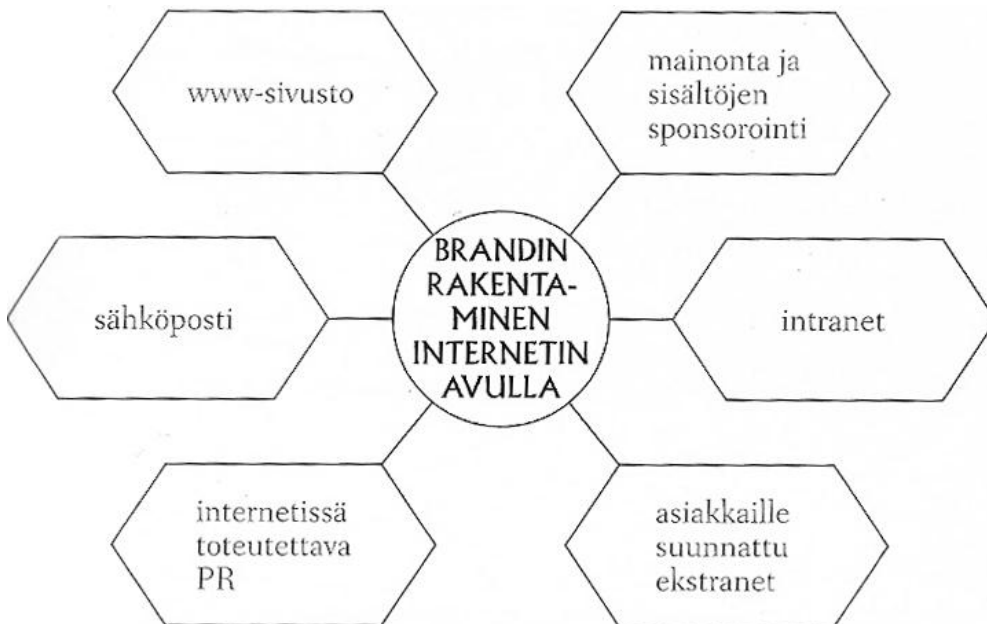 www-sivusto
mainonta ja
sisältöjen
sponsorointi
BRANDIN
RAKENTA-
MINEN
INTERNETIN
AVULLA
sähköposti
intranet
internetissä
toteutettava
PR
asiakkaille
suunnattu
ekstranet